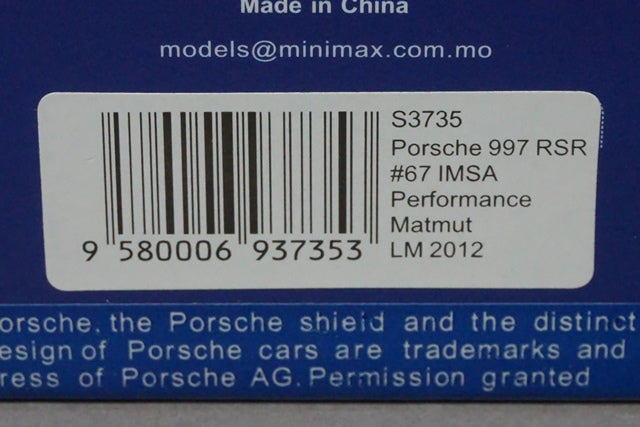 Made in China
models@minimax.com.mo
S3735
Porsche 997 RSR
#67 IMSA
Performance
Matmut
LM 2012
9 580006 937353
orsche, the Porsche shield and the distinct
esign of Porsche cars are trademarks and
ress of Porsche AG. Permission granted